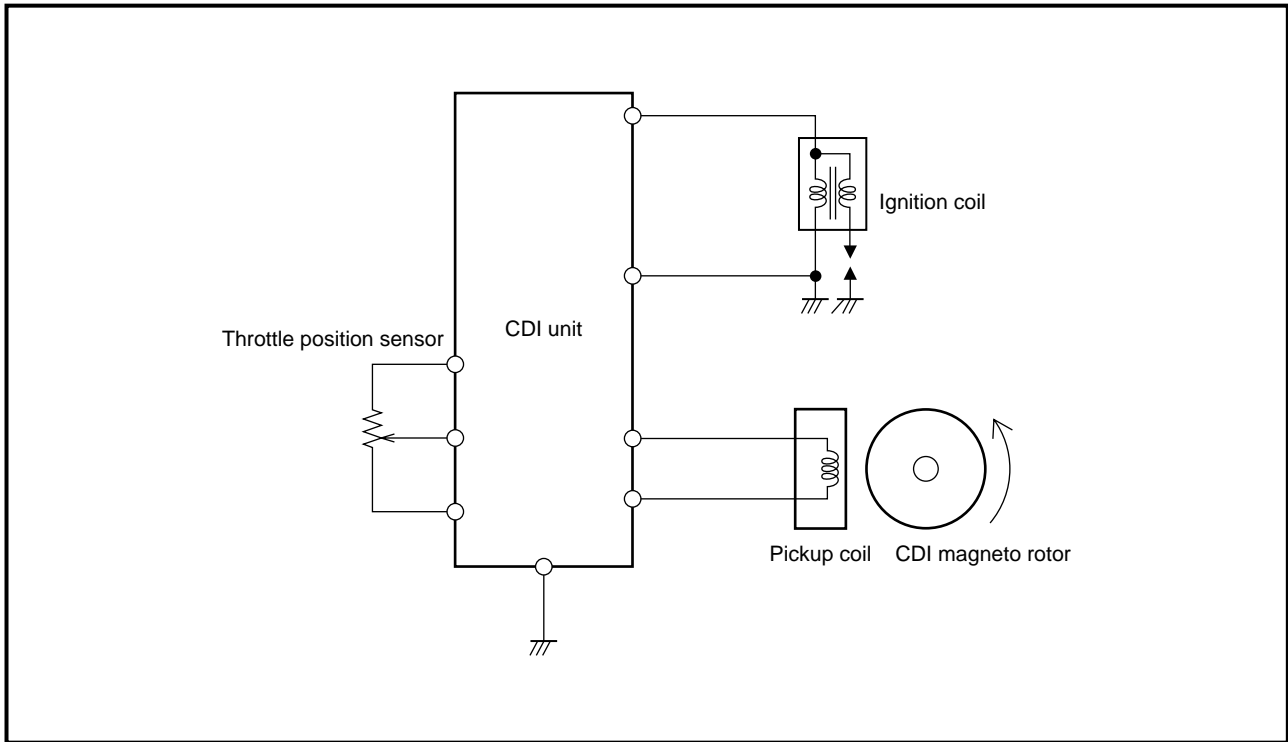 Ignition coil
CDI unit
Throttle position sensor
Pickup coil
CDI magneto rotor